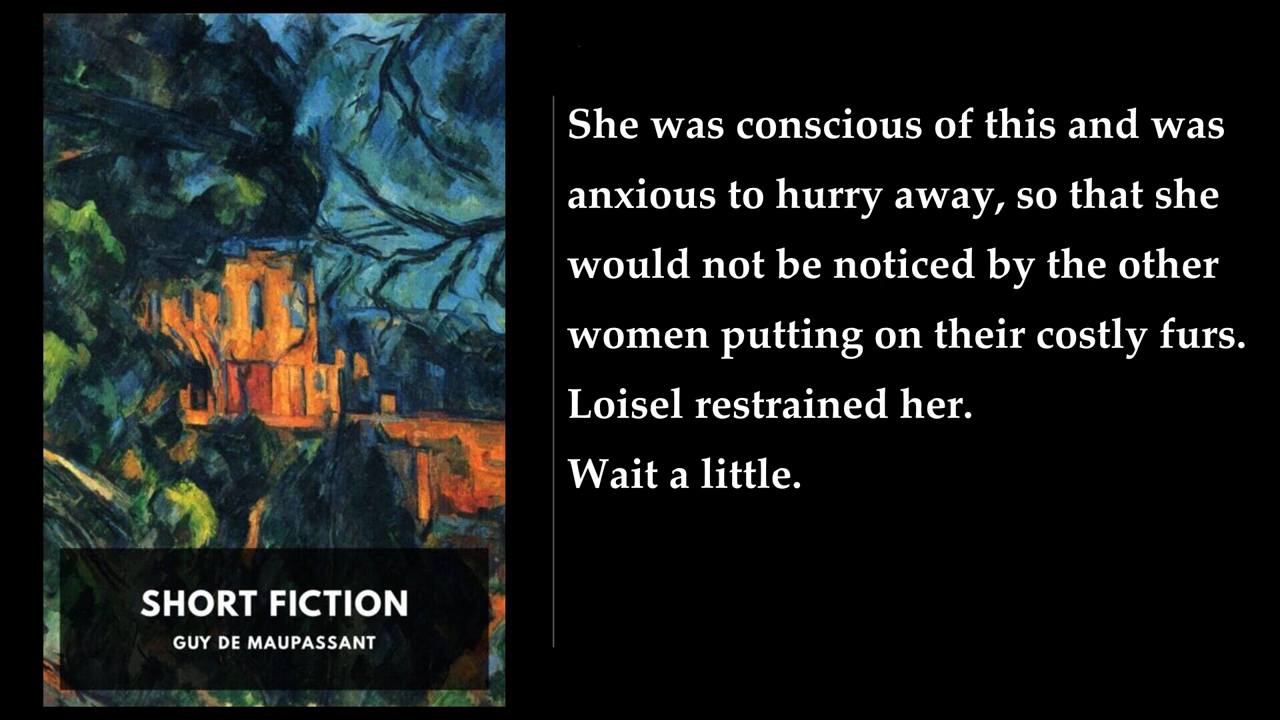 She was conscious of this and was
anxious to hurry away, so that she
would not be noticed by the other
women putting on their costly furs.
Loisel restrained her.
Wait a little.
SHORT FICTION
GUY DE MAUPASSANT